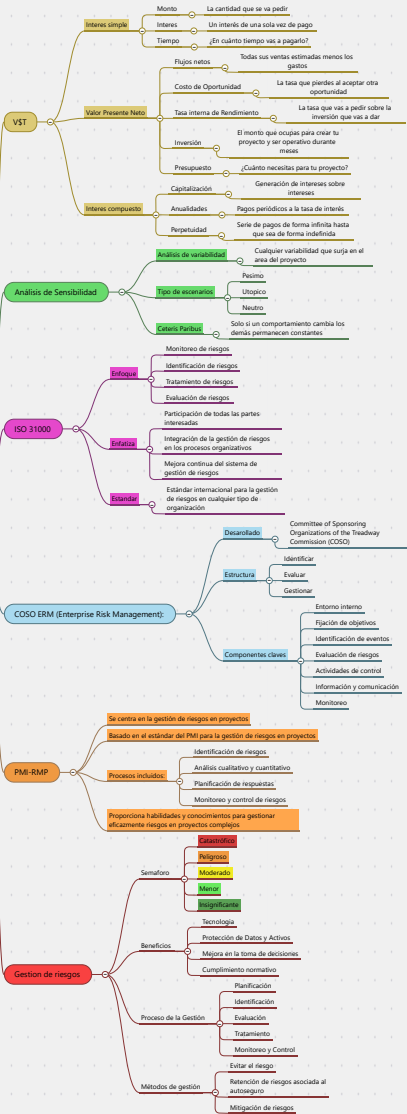 V$T
Interes simple
Monto
La cantidad que se va pedir
Interes
Un interés de una sola vez de pago
Tiempo
¿En cuánto tiempo vas a pagarlo?
Valor Presente Neto
Flujos netos
Todas sus ventas estimadas menos los
gastos
Costo de Oportunidad
La tasa que pierdes al aceptar otra
oportunidad
Tasa interna de Rendimiento
La tasa que vas a pedir sobre la
inversión que vas a dar
Inversión
El monto que ocupas para crear tu
proyecto y ser operativo durante
meses
Presupuesto
¿Cuánto necesitas para tu proyecto?
Interes compuesto
Capitalización
Generación de intereses sobre
intereses
Anualidades
Pagos periódicos a la tasa de interés
Perpetuidad
Serie de pagos de forma infinita hasta
que sea de forma indefinida
Análisis de Sensibilidad
Análisis de variabilidad
Cualquier variabilidad que surja en el
area del proyecto
Tipo de escenarios
Pesimo
Utopico
Neutro
Ceteris Paribus
Solo si un comportamiento cambia los
demás permanecen constantes
ISO 31000
Enfoque
Monitoreo de riesgos
Identificación de riesgos
Tratamiento de riesgos
Evaluación de riesgos
Enfatiza
Participación de todas las partes
interesadas
Integración de la gestión de riesgos
en los procesos organizativos
Mejora continua del sistema de
gestión de riesgos
Estandar
Estándar internacional para la gestión
de riesgos en cualquier tipo de
organización
COSO ERM (Enterprise Risk Management):
Desarollado
Committee of Sponsoring
Organizations of the Treadway
Commission (COSO)
Estructura
Identificar
Evaluar
Gestionar
Componentes claves
Entorno interno
Fijación de objetivos
Identificación de eventos
Evaluación de riesgos
Actividades de control
Información y comunicación
Monitoreo
PMI-RMP
Se centra en la gestión de riesgos en proyectos
Basado en el estándar del PMI para la gestión de riesgos en proyectos
Procesos incluidos:
Identificación de riesgos
Análisis cualitativo y cuantitativo
Planificación de respuestas
Monitoreo y control de riesgos
Proporciona habilidades y conocimientos para gestionar
eficazmente riesgos en proyectos complejos
Gestion de riesgos
Semaforo
Catastrófico
Peligroso
Moderado
Menor
Insignificante
Beneficios
Tecnologia
Protección de Datos y Activos
Mejora en la toma de decisiones
Cumplimiento normativo
Proceso de la Gestión
Planificación
Identificación
Evaluación
Tratamiento
Monitoreo y Control
Métodos de gestión
Evitar el riesgo
Retención de riesgos asociada al
autoseguro
Mitigación de riesgos